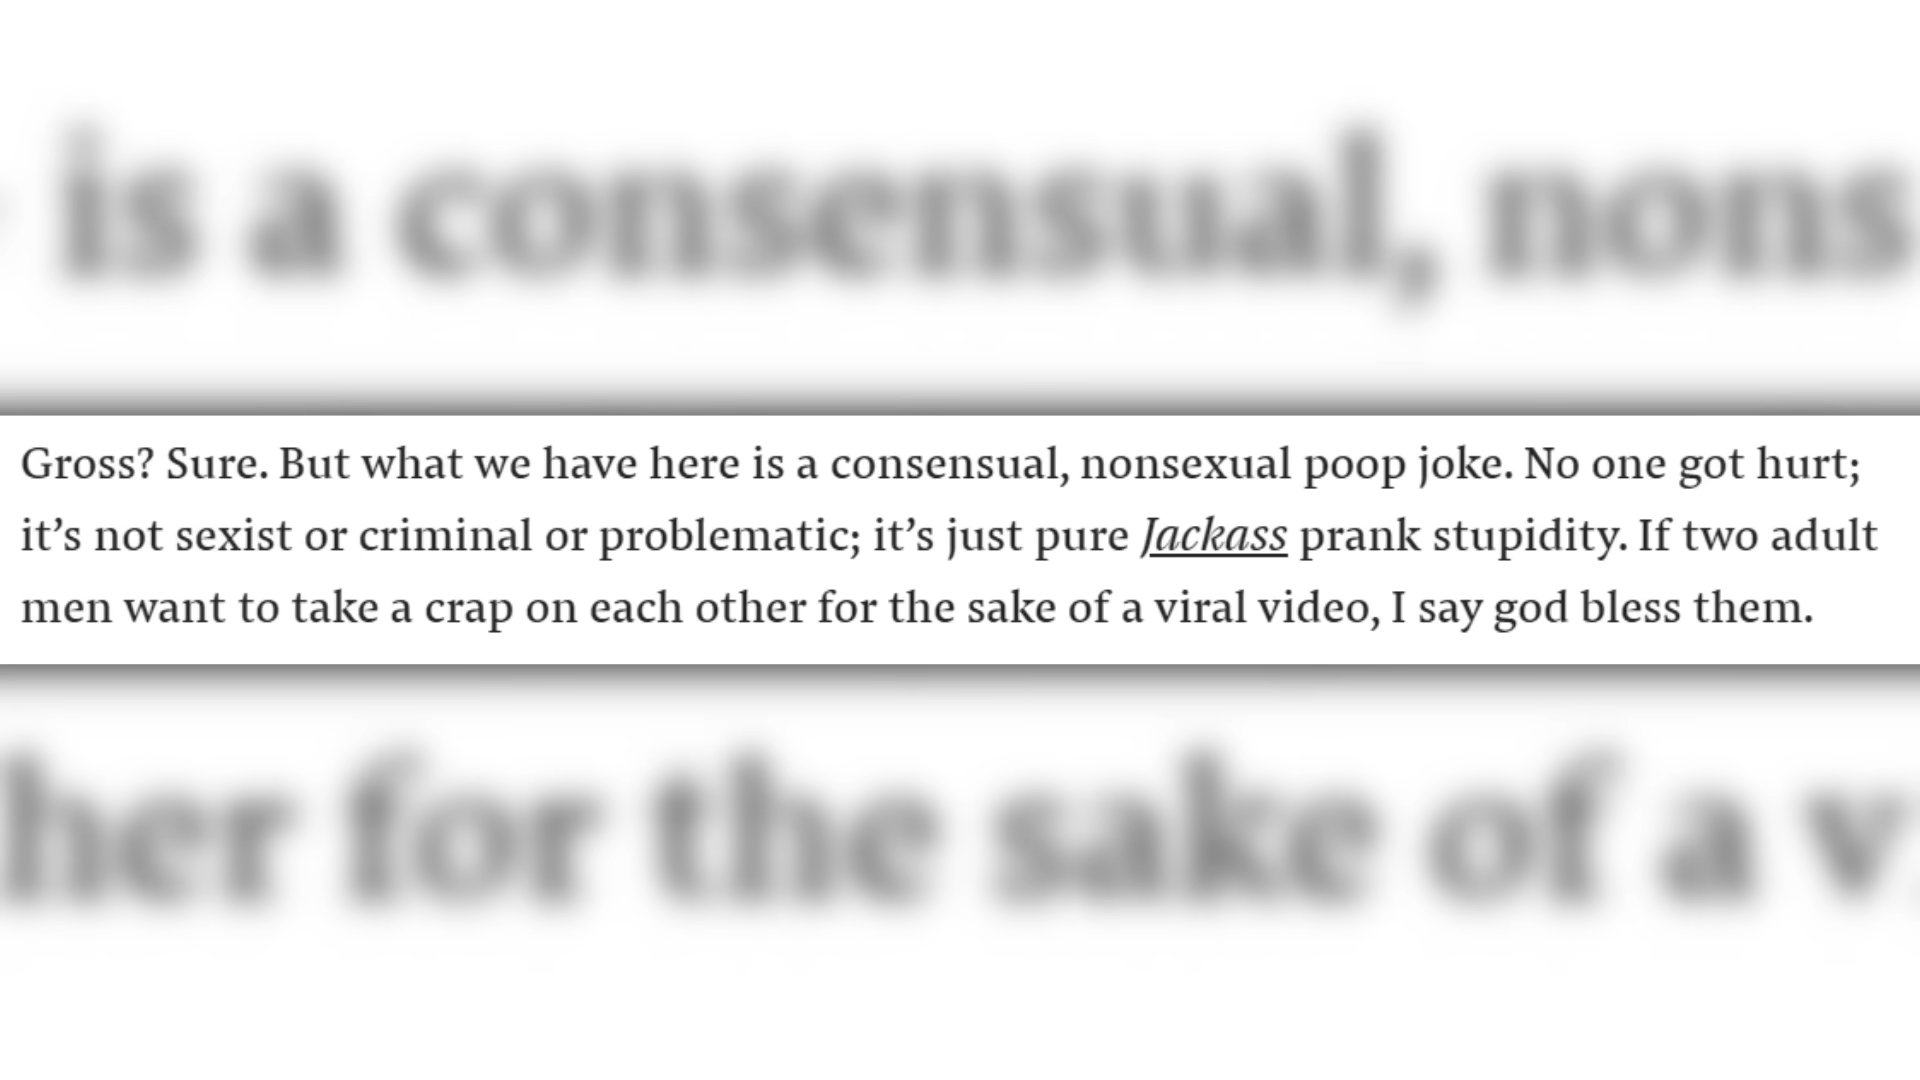 is a consensual, nons
Gross? Sure. But what we have here is a consensual, nonsexual poop joke. No one got hurt;
it’s not sexist or criminal or problematic; it’s just pure Jackass prank stupidity. If two adult
men want to take a crap on each other for the sake of a viral video, I say god bless them.
her for the sake of a v